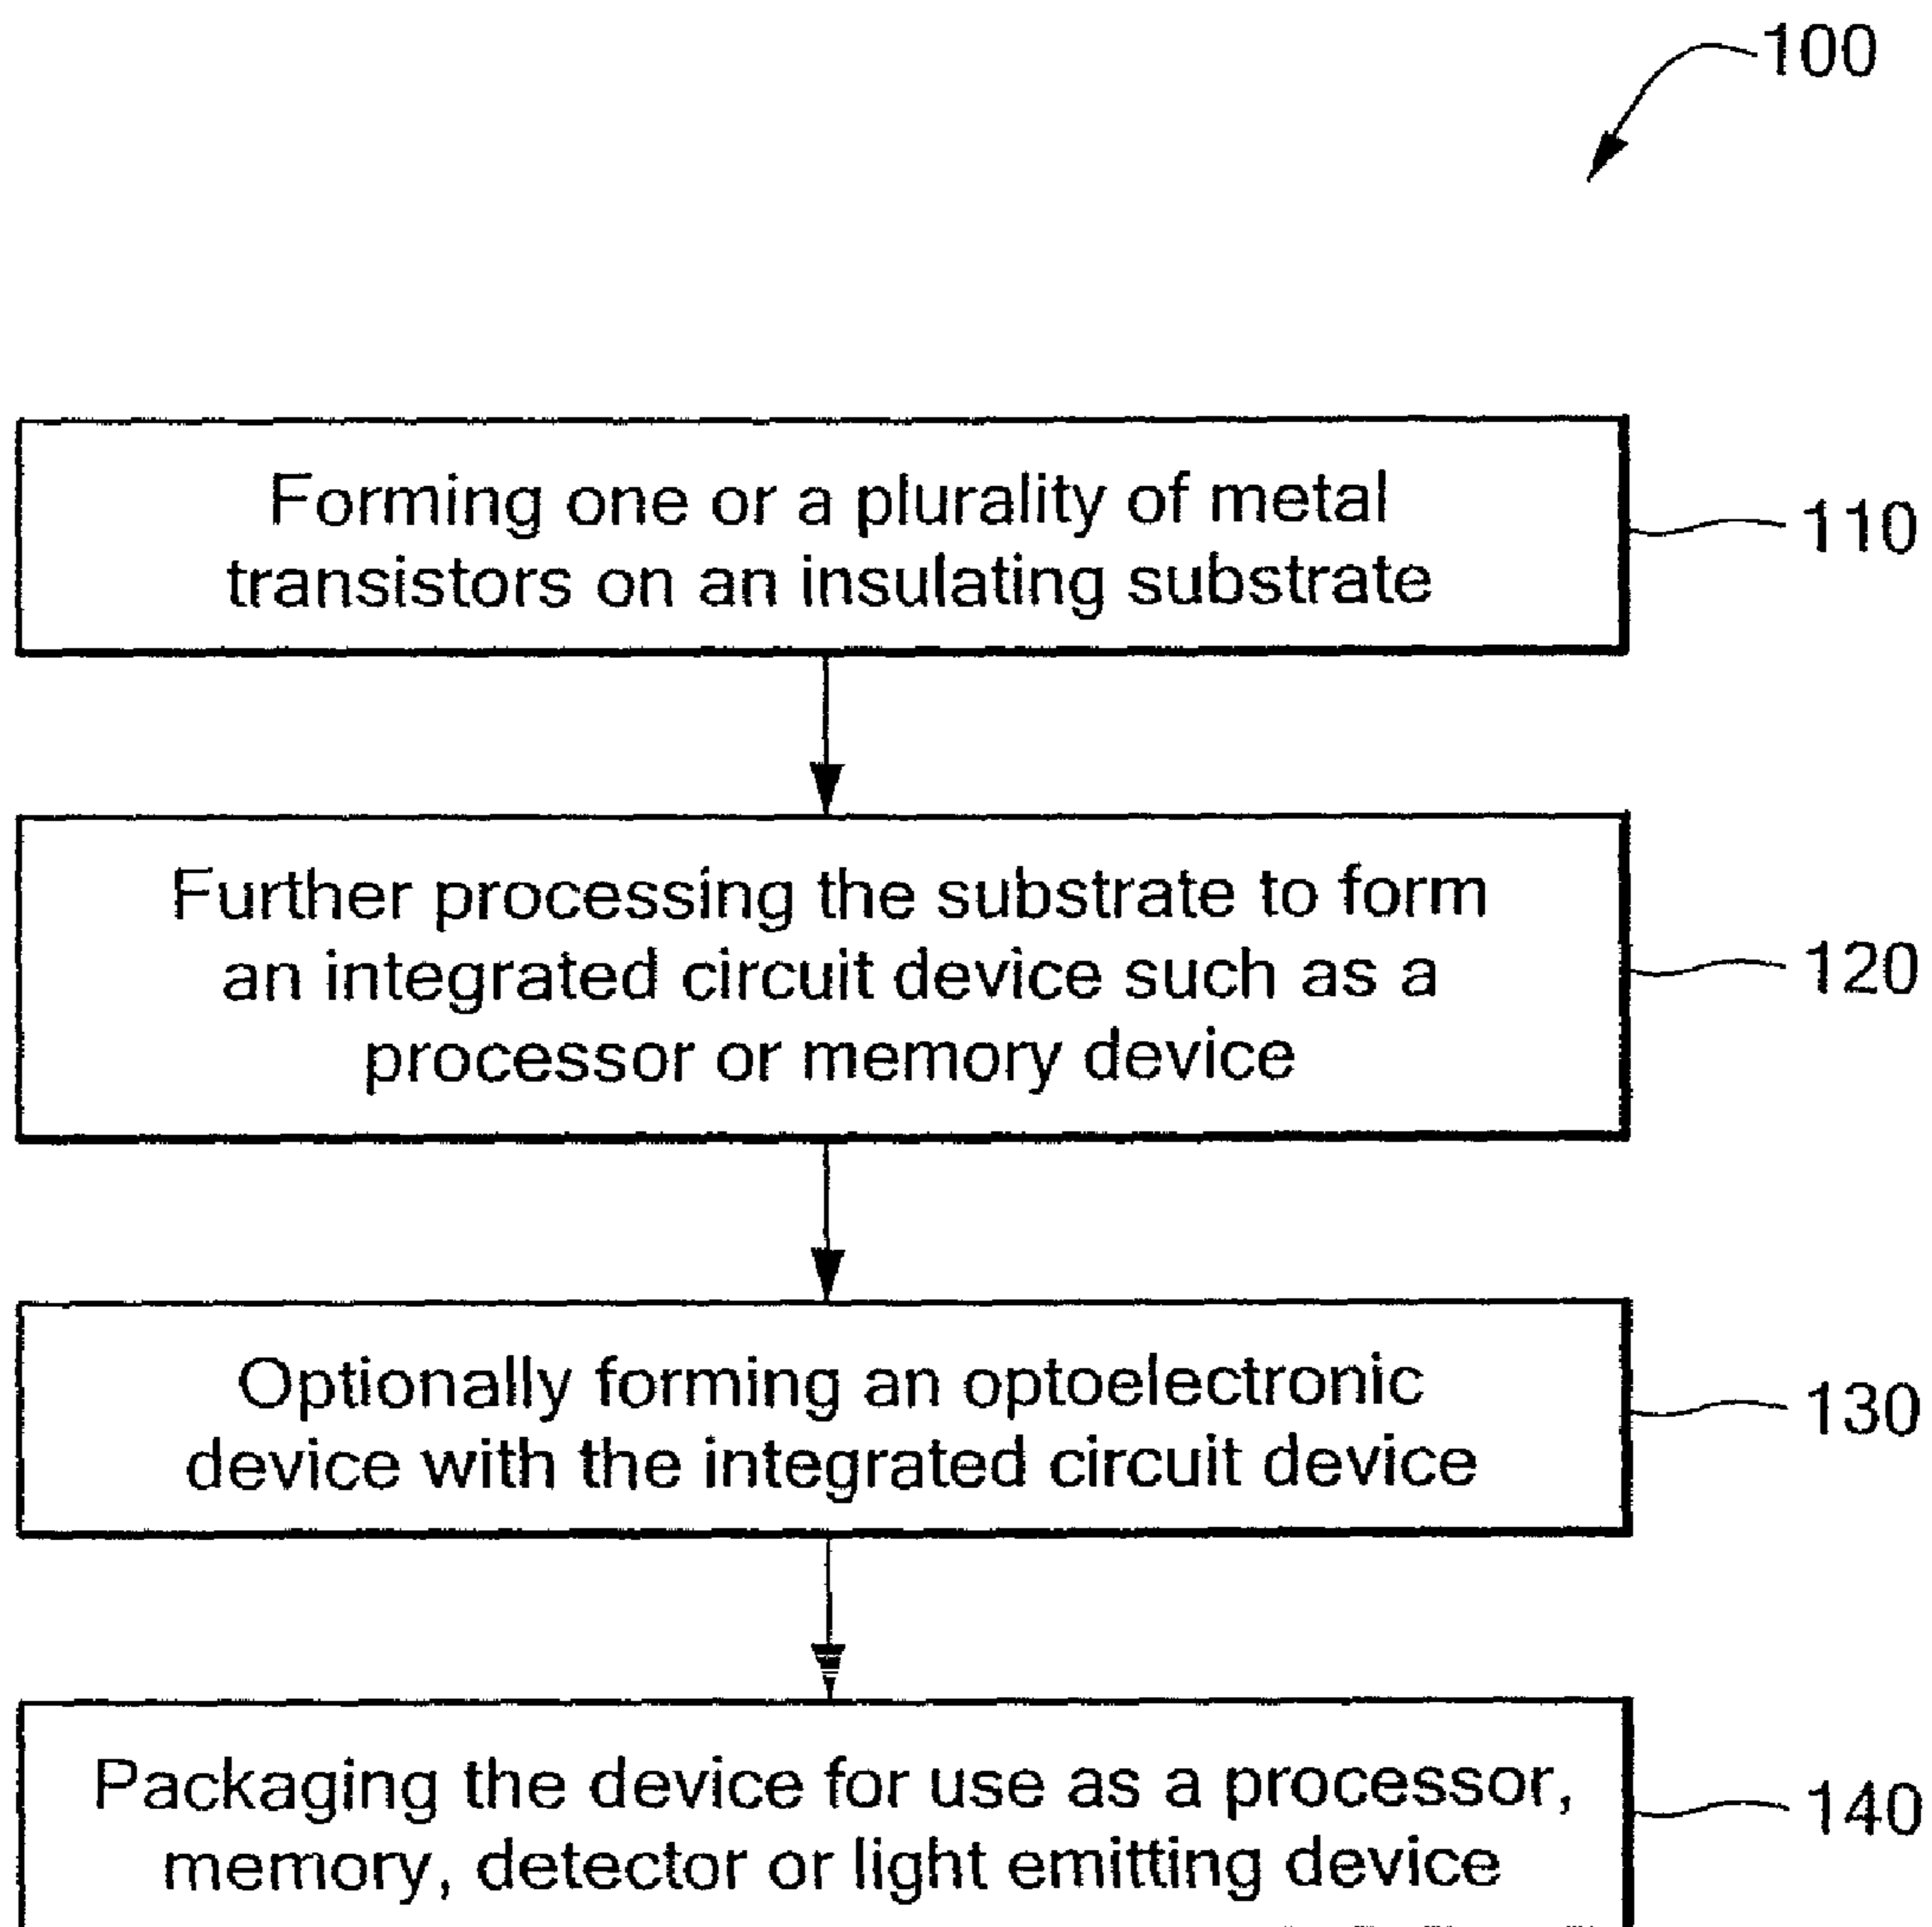 100
Forming one or a plurality of metal
transistors on an insulating substrate
110
Further processing the substrate to form
an integrated circuit device such as a
processor or memory device
120
Optionally forming an optoelectronic
device with the integrated circuit device
130
Packaging the device for use as a processor,
memory, detector or light emitting device
140